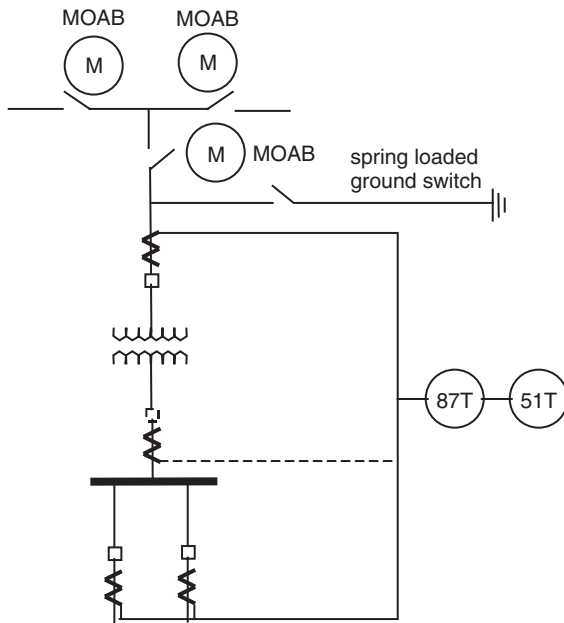 MOAB
MOAB
M
M
M
MOAB
spring loaded
ground switch
87T
51T